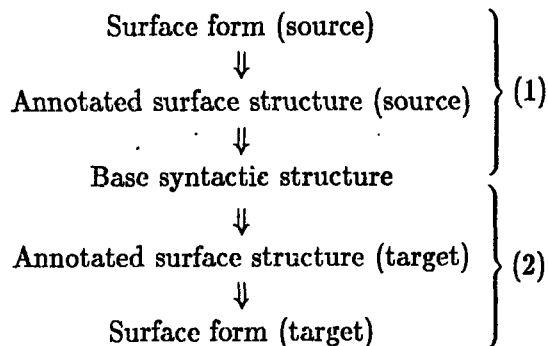 Surface form (source)
⇓
Annotated surface structure (source)
(1)
⇓
Base syntactic structure
⇓
Annotated surface structure (target)
(2)
⇓
Surface form (target)